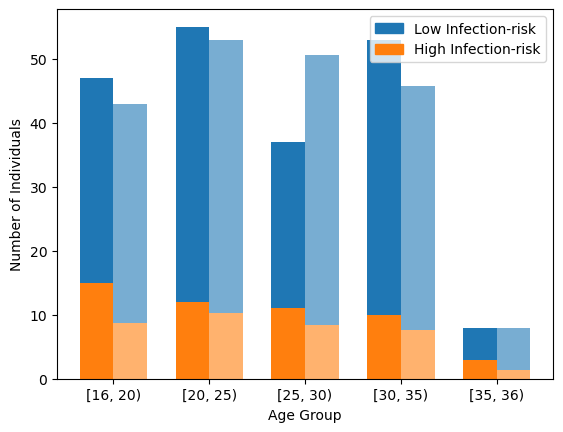 Low Infection-risk
High Infection-risk
50
40
30
20
10
0
Number of Individuals
[16, 20)
[20, 25)
[25, 30)
[30, 35)
[35, 36)
Age Group